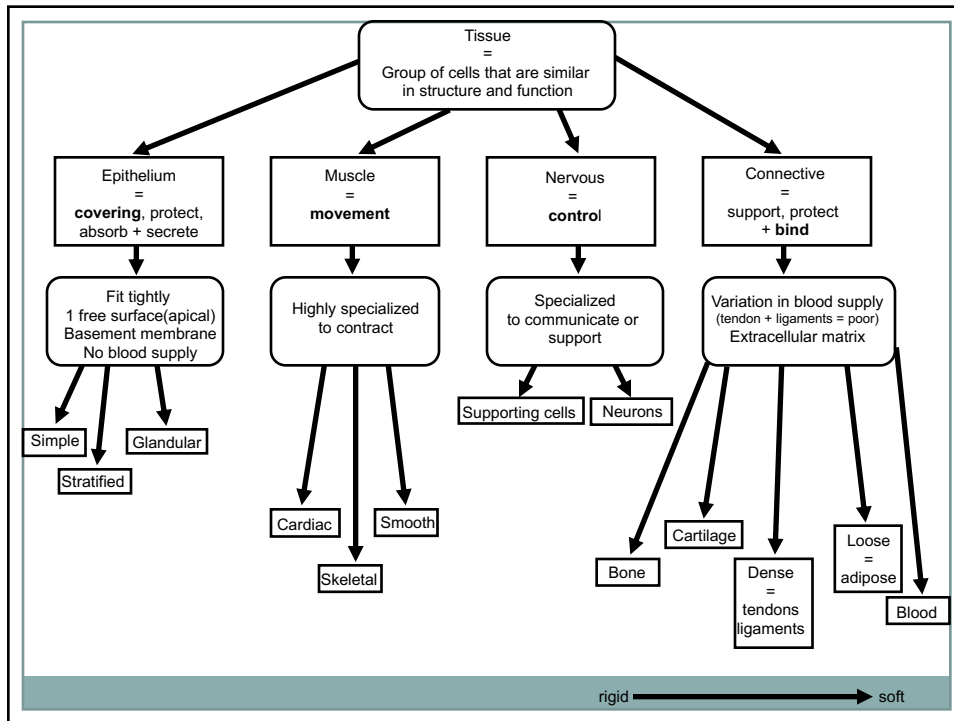 Tissue
=
Group of cells that are similar
in structure and function
Epithelium
=
covering, protect,
absorb + secrete
Muscle
=
movement
Nervous
=
control
Connective
=
support, protect
+ bind
Fit tightly
1 free surface(apical)
Basement membrane
No blood supply
Highly specialized
to contract
Specialized
to communicate or
support
Variation in blood supply
(tendon + ligaments = poor)
Extracellular matrix
Simple
Stratified
Glandular
Cardiac
Skeletal
Smooth
Supporting cells
Neurons
Bone
Cartilage
Dense
=
tendons
ligaments
Loose
=
adipose
Blood
rigid
soft